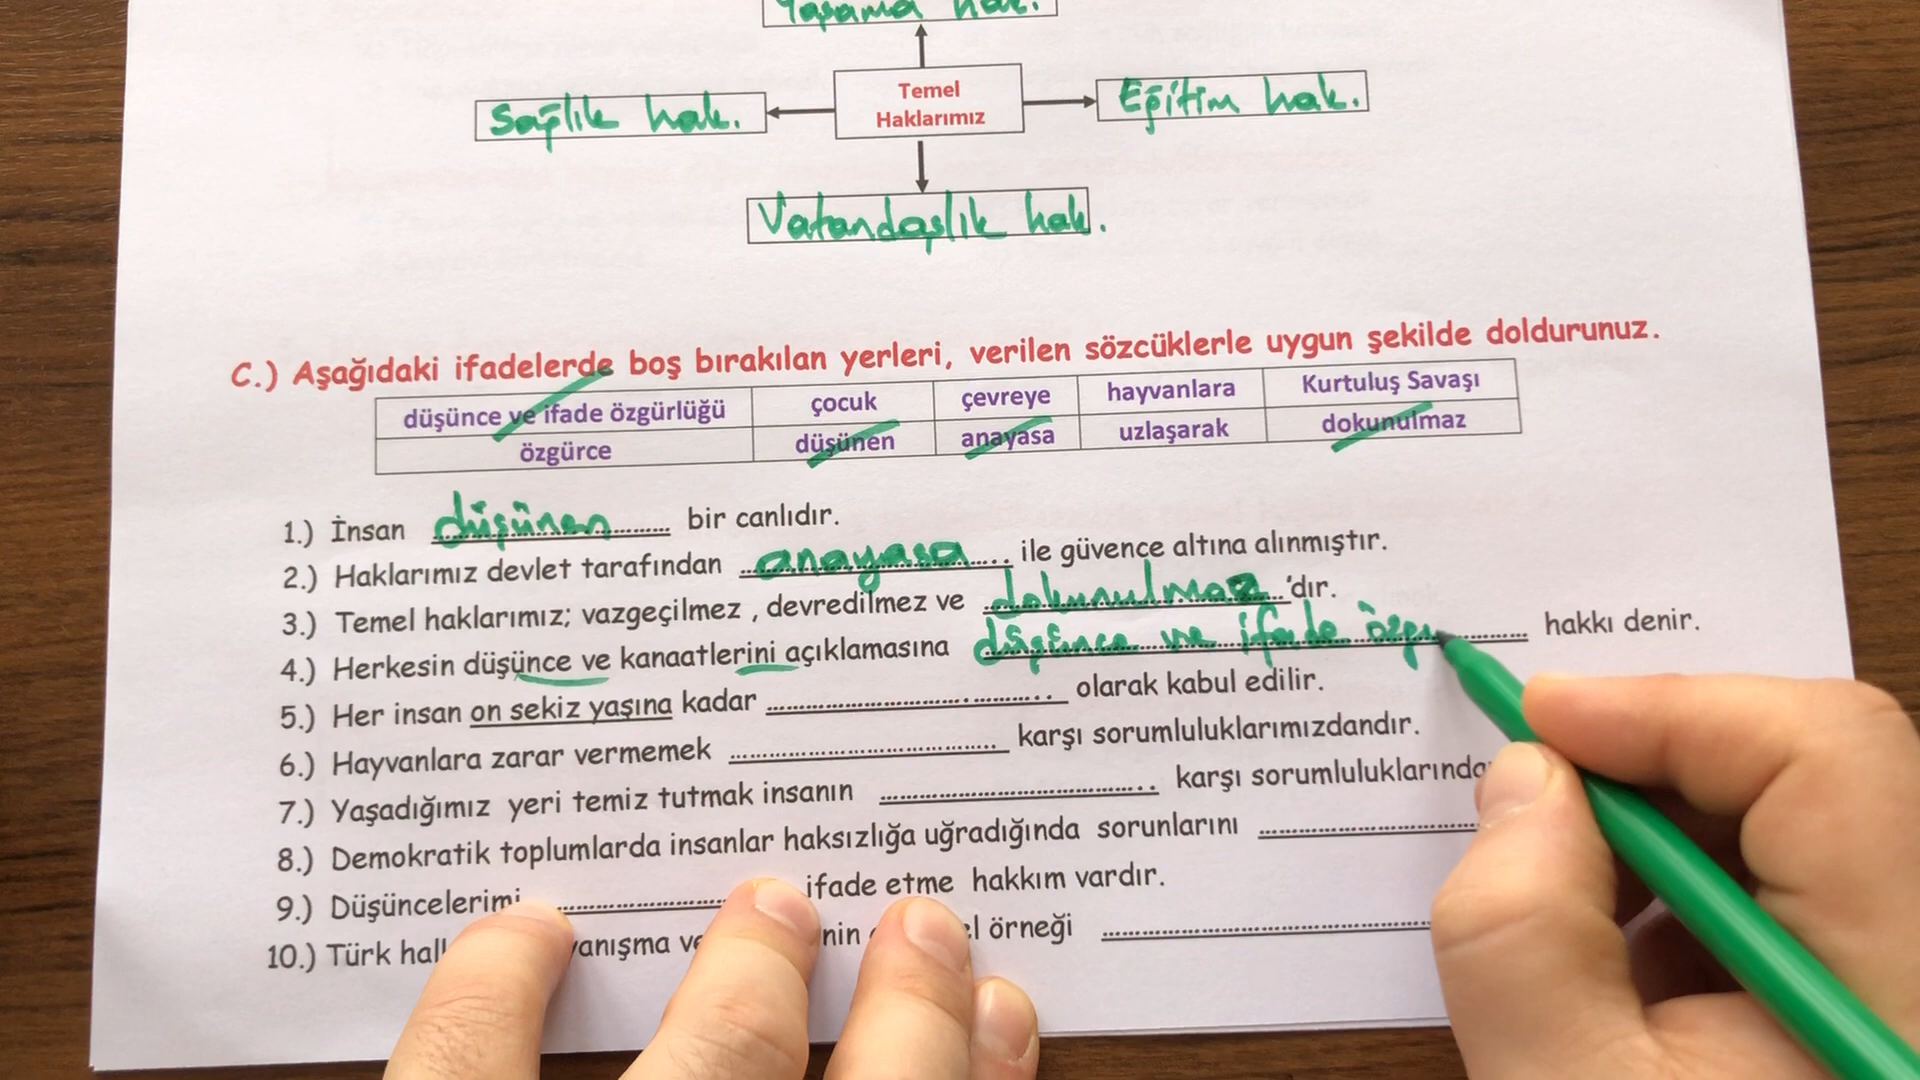 Yaşama hak.
Temel
Haklarımız
Sağlık hak.
Eğitim hak.
Vatandaşlık hak.
C.) Aşağıdaki ifadelerde boş bırakılan yerleri, verilen sözcüklerle uygun şekilde doldurunuz.
düşünce ve ifade özgürlüğü çocuk çevreye hayvanlara Kurtuluş Savaşı
özgürce düşünen anayasa uzlaşarak dokunulmaz
1.) İnsan düşünen bir canlıdır.
2.) Haklarımız devlet tarafından anayasa ile güvence altına alınmıştır.
3.) Temel haklarımız; vazgeçilmez , devredilmez ve dokunulmaz 'dır.
4.) Herkesin düşünce ve kanaatlerini açıklamasına düşünce ve ifade özgü hakkı denir.
5.) Her insan on sekiz yaşına kadar ........................ olarak kabul edilir.
6.) Hayvanlara zarar vermemek ........................ karşı sorumluluklarımızdandır.
7.) Yaşadığımız yeri temiz tutmak insanın ........................ karşı
8.) Demokratik toplumlarda insanlar haksızlığa uğradığında sorunlarını ........................
9.) Düşüncelerimi ........................ ifade etme hakkım vardır.
10.) Türk örneği ........................